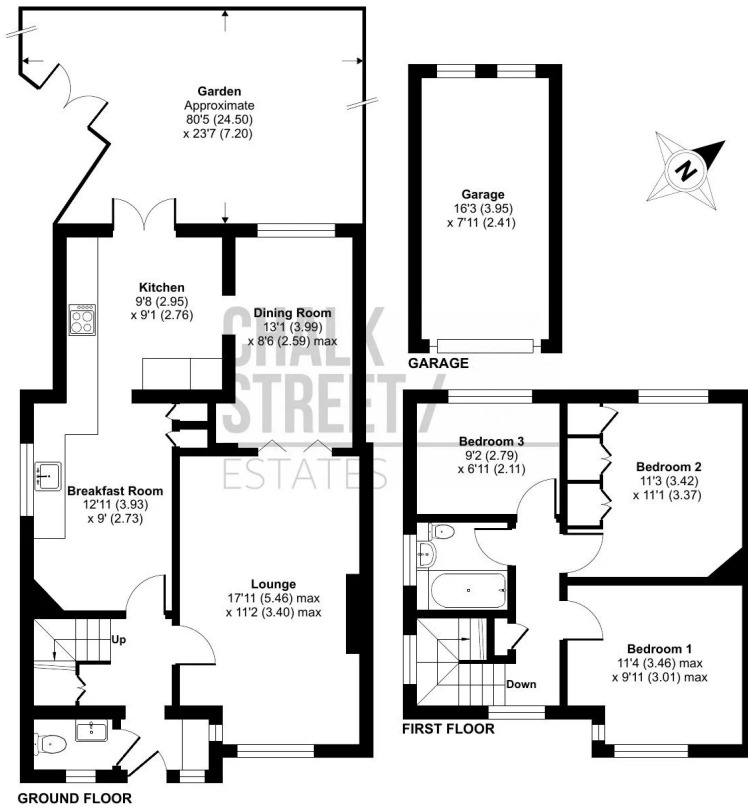 Garden
Approximate
80'5 (24.50)
x 23'7 (7.20)
Garage
16'3 (3.95)
x 7'11 (2.41)
N
Kitchen
9'8 (2.95)
x 9'1 (2.76)
Dining Room
13'1 (3.99)
x 8'6 (2.59) max
GARAGE
CHALK
STREET /
ESTATES
Bedroom 3
9'2 (2.79)
x 6'11 (2.11)
Bedroom 2
11'3 (3.42)
x 11'1 (3.37)
Breakfast Room
12'11 (3.93)
x 9' (2.73)
Lounge
17'11 (5.46) max
x 11'2 (3.40) max
Up
Bedroom 1
11'4 (3.46) max
x 9'11 (3.01) max
Down
FIRST FLOOR
GROUND FLOOR